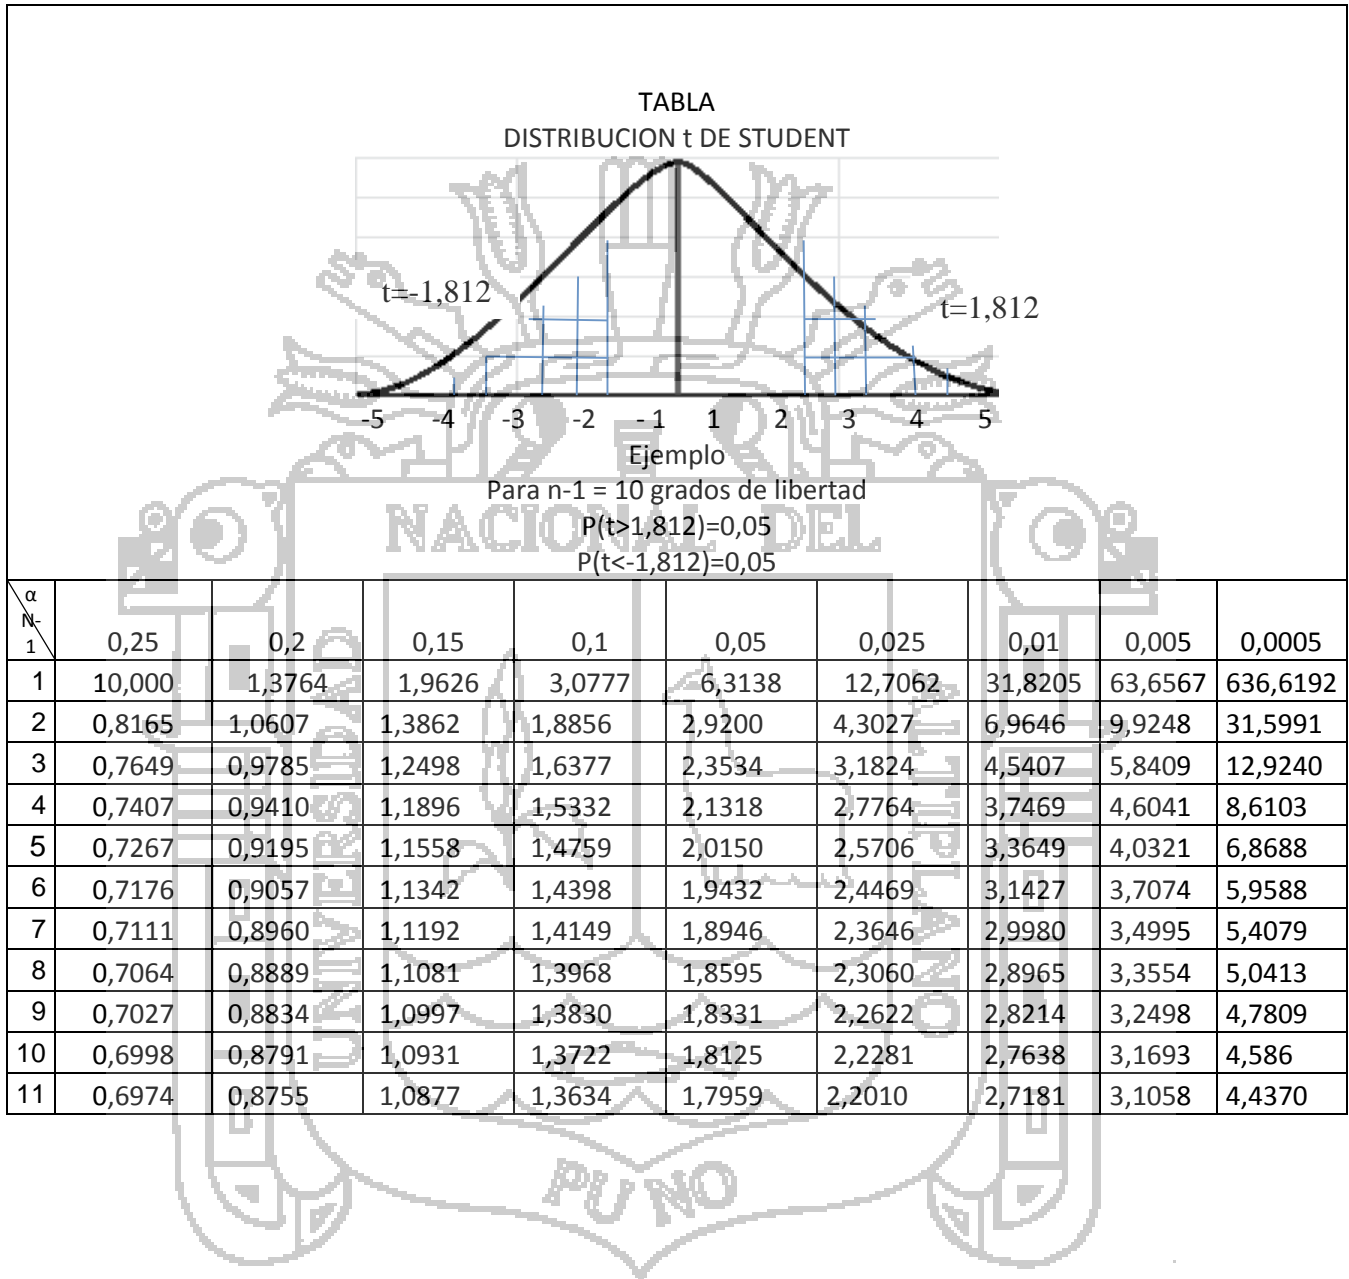 TABLA
DISTRIBUCION t DE STUDENT
t=-1,812
t=1,812
-5 -4 -3 -2 - 1 1 2 3 4 5
Ejemplo
Para n-1 = 10 grados de libertad
P(t>1,812)=0,05
P(t<-1,812)=0,05
α N-1 0,25 0,2 0,15 0,1 0,05 0,025 0,01 0,005 0,0005
1 10,000 1,3764 1,9626 3,0777 6,3138 12,7062 31,8205 63,6567 636,6192
2 0,8165 1,0607 1,3862 1,8856 2,9200 4,3027 6,9646 9,9248 31,5991
3 0,7649 0,9785 1,2498 1,6377 2,3534 3,1824 4,5407 5,8409 12,9240
4 0,7407 0,9410 1,1896 1,5332 2,1318 2,7764 3,7469 4,6041 8,6103
5 0,7267 0,9195 1,1558 1,4759 2,0150 2,5706 3,3649 4,0321 6,8688
6 0,7176 0,9057 1,1342 1,4398 1,9432 2,4469 3,1427 3,7074 5,9588
7 0,7111 0,8960 1,1192 1,4149 1,8946 2,3646 2,9980 3,4995 5,4079
8 0,7064 0,8889 1,1081 1,3968 1,8595 2,3060 2,8965 3,3554 5,0413
9 0,7027 0,8834 1,0997 1,3830 1,8331 2,2622 2,8214 3,2498 4,7809
10 0,6998 0,8791 1,0931 1,3722 1,8125 2,2281 2,7638 3,1693 4,586
11 0,6974 0,8755 1,0877 1,3634 1,7959 2,2010 2,7181 3,1058 4,4370
UNIVERSIDAD
NACIONAL DEL
ALTIPLANO
PUNO